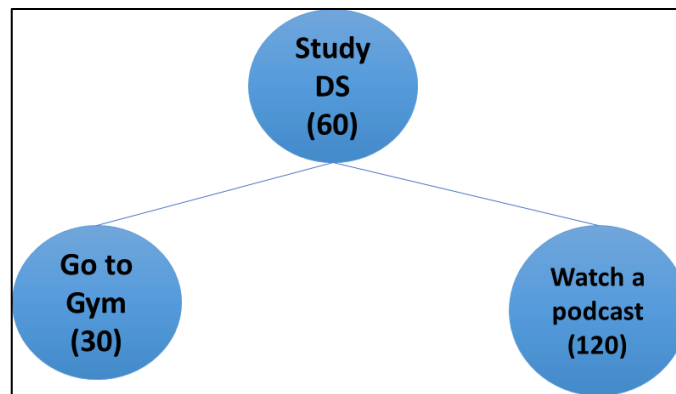 Study
DS
(60)
Go to
Gym
(30)
Watch a
podcast
(120)